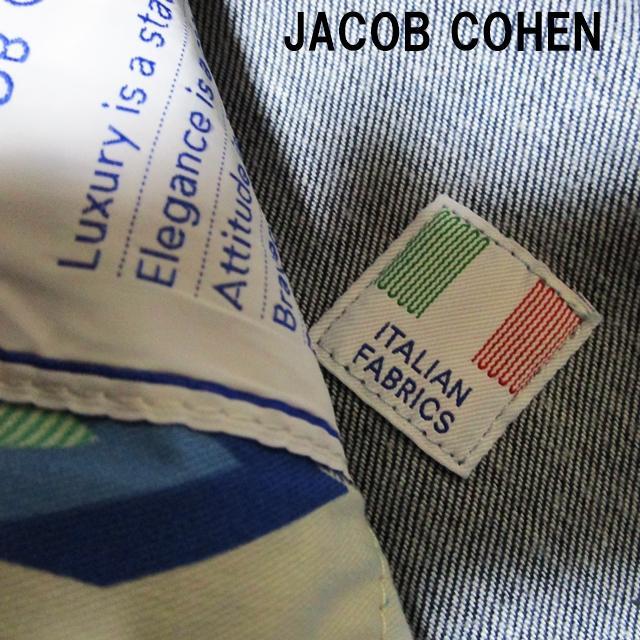 JACOB COHEN
Luxury is a sta
Elegance is
Attitude
ITALIAN
FABRICS